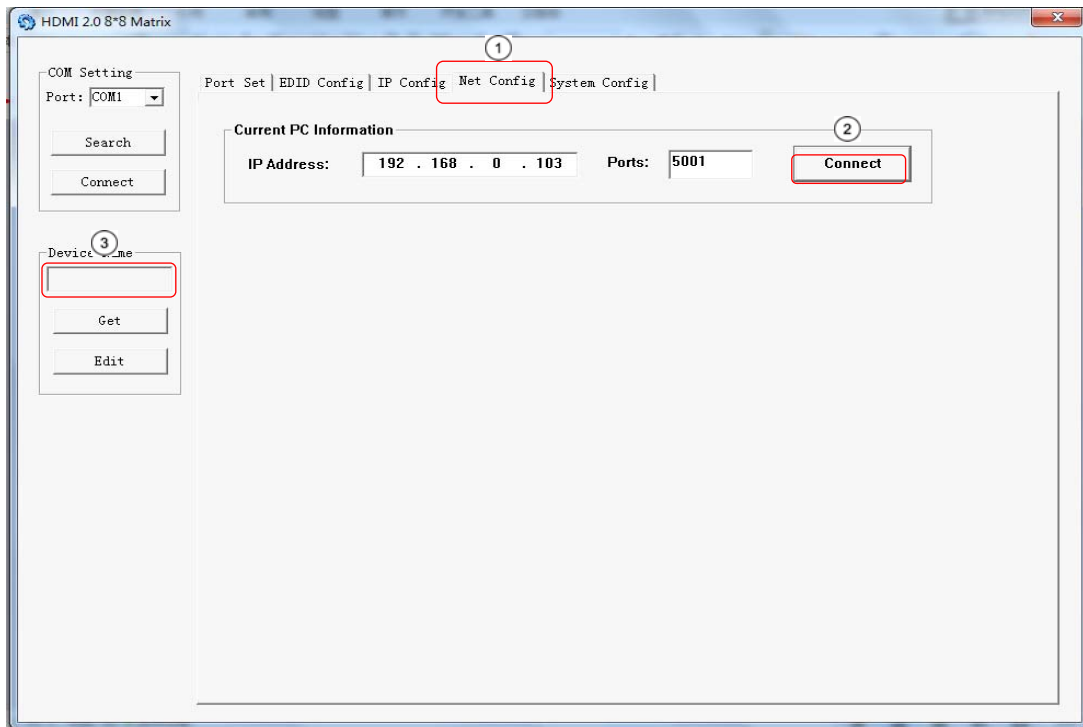 HDMI 2.0 8*8 Matrix
1
COM Setting
Port: COM1
Search
Connect
Port Set EDID Config IP Config Net Config System Config
Current PC Information
2
IP Address: 192 . 168 . 0 . 103 Ports: 5001 Connect
3
Device
Get
Edit